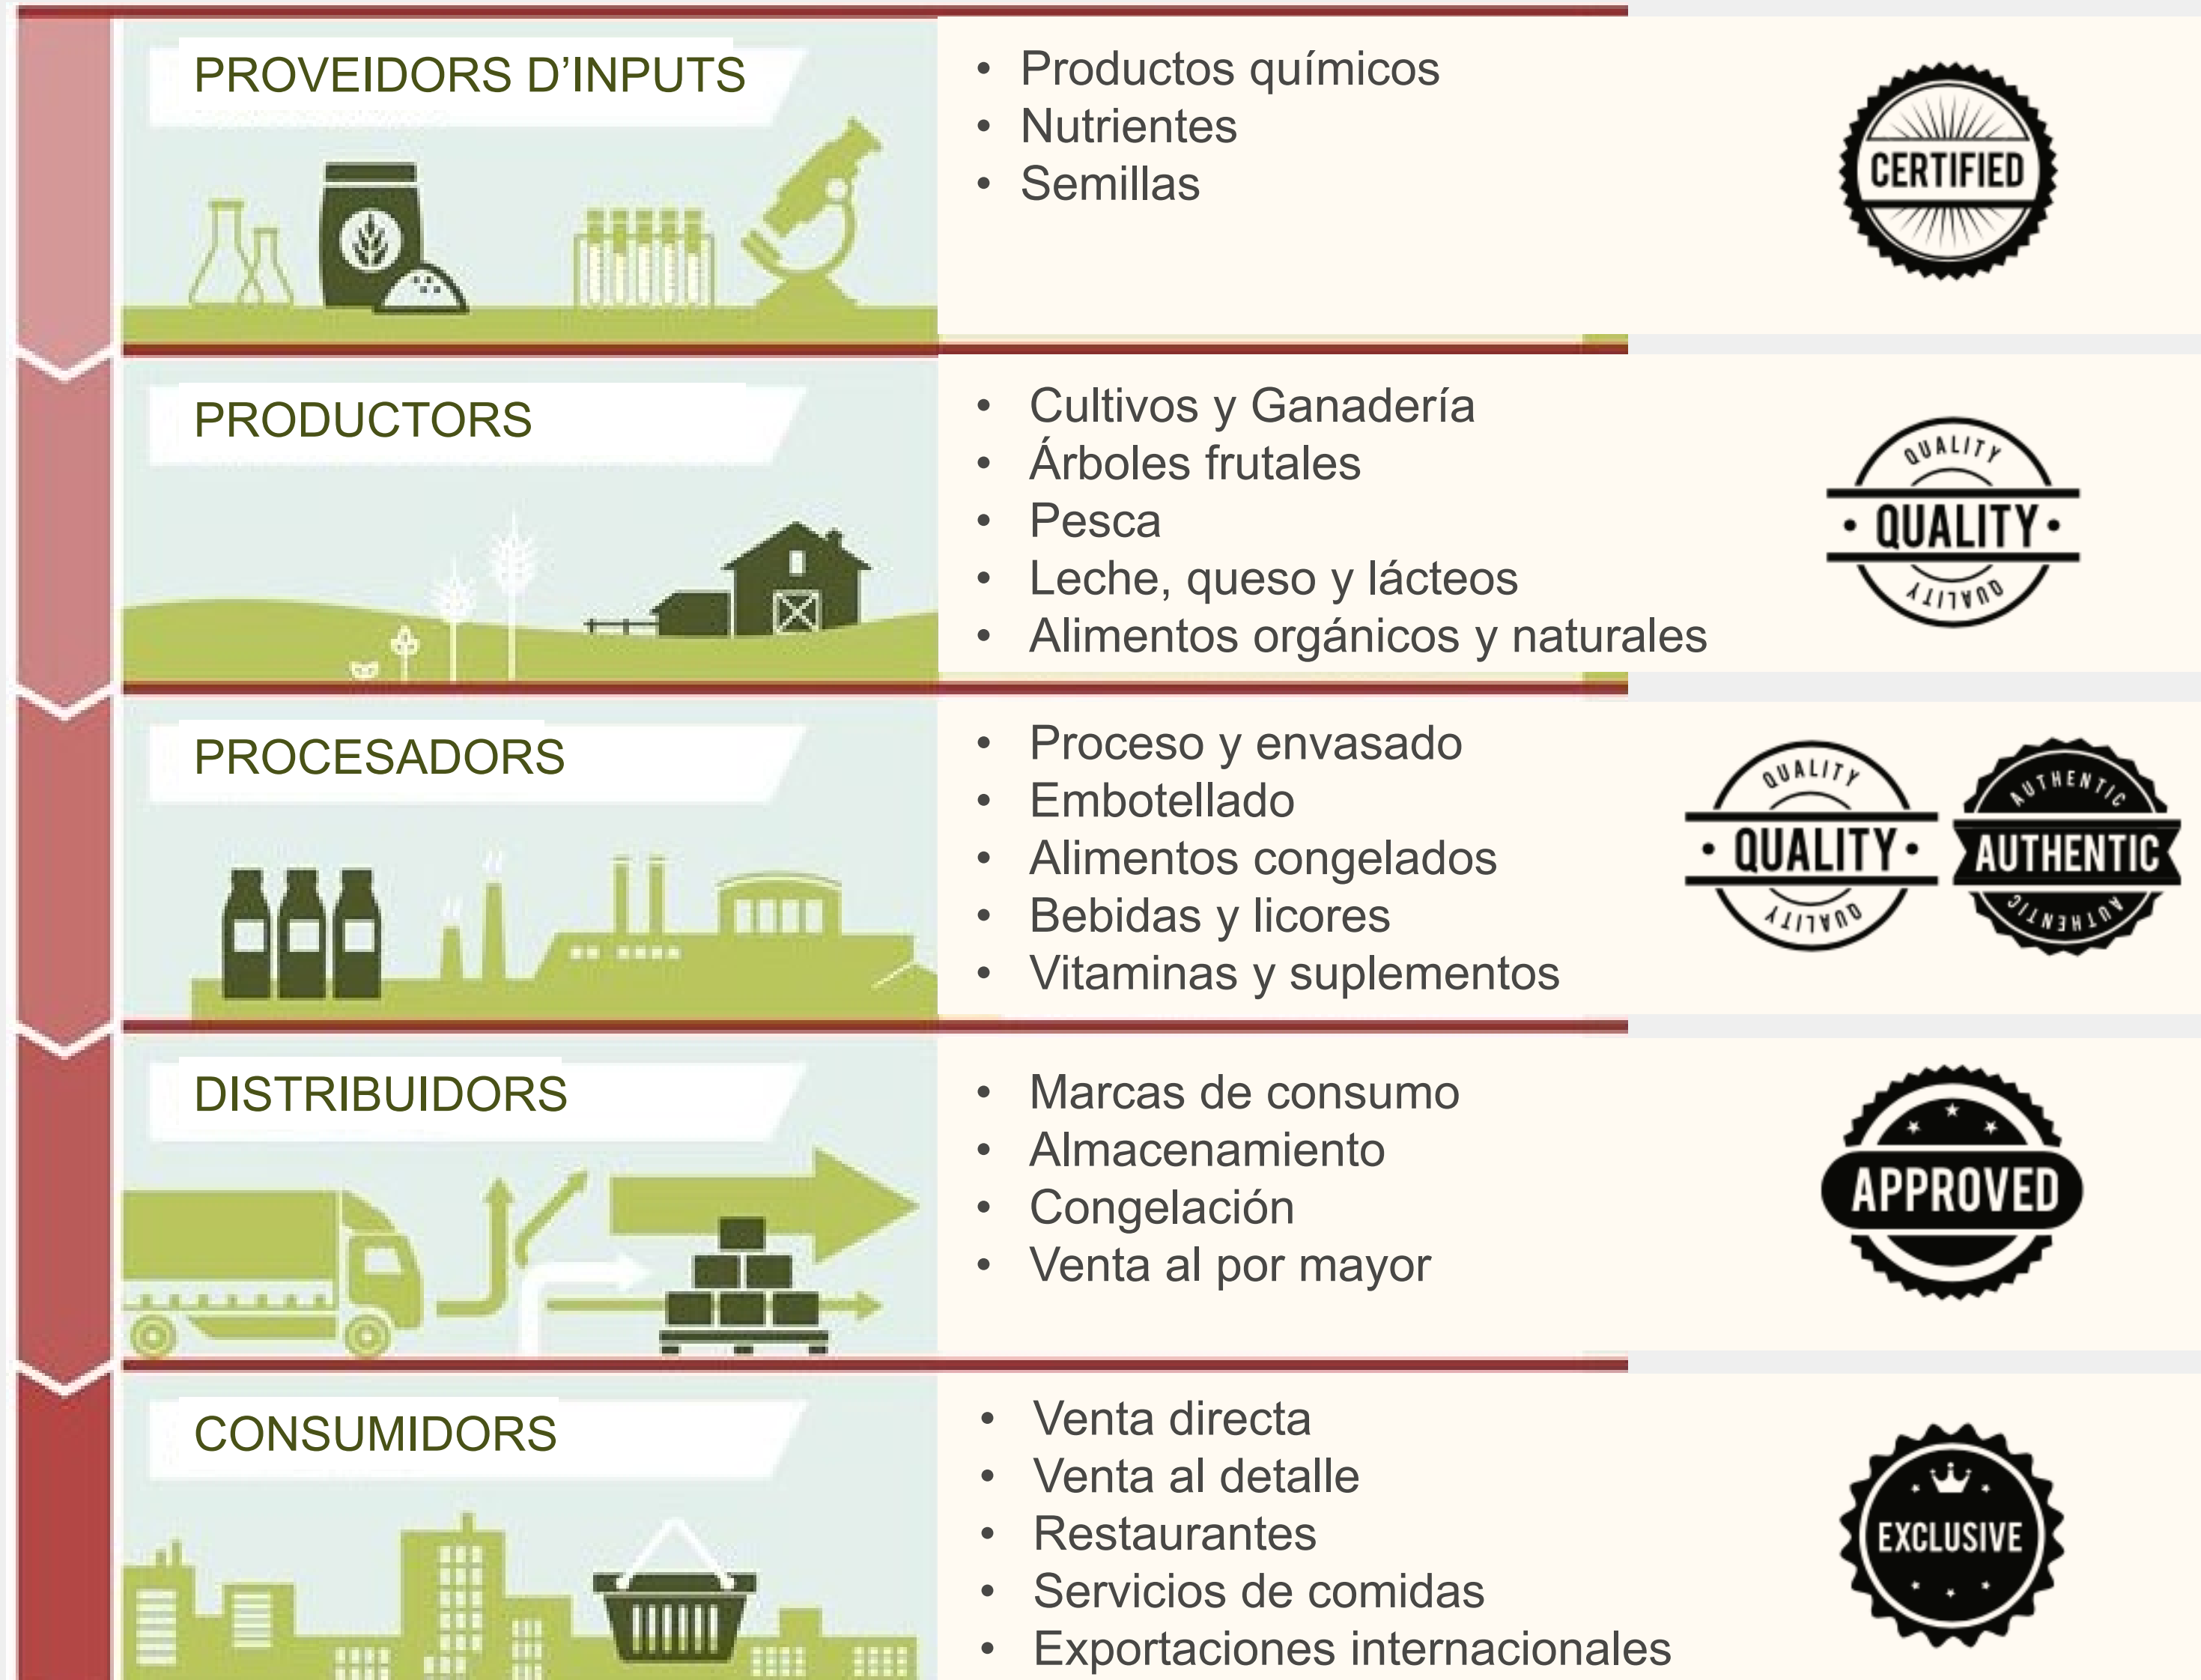 PROVEIDORS D'INPUTS
• Productos químicos
• Nutrientes
• Semillas
CERTIFIED
PRODUCTORS
• Cultivos y Ganadería
• Árboles frutales
• Pesca
• Leche, queso y lácteos
• Alimentos orgánicos y naturales
QUALITY
• QUALITY •
QUALITY
PROCESADORS
• Proceso y envasado
• Embotellado
• Alimentos congelados
• Bebidas y licores
• Vitaminas y suplementos
QUALITY
• QUALITY •
QUALITY
AUTHENTIC
AUTHENTIC
AUTHENTIC
DISTRIBUIDORS
• Marcas de consumo
• Almacenamiento
• Congelación
• Venta al por mayor
APPROVED
CONSUMIDORS
• Venta directa
• Venta al detalle
• Restaurantes
• Servicios de comidas
• Exportaciones internacionales
EXCLUSIVE